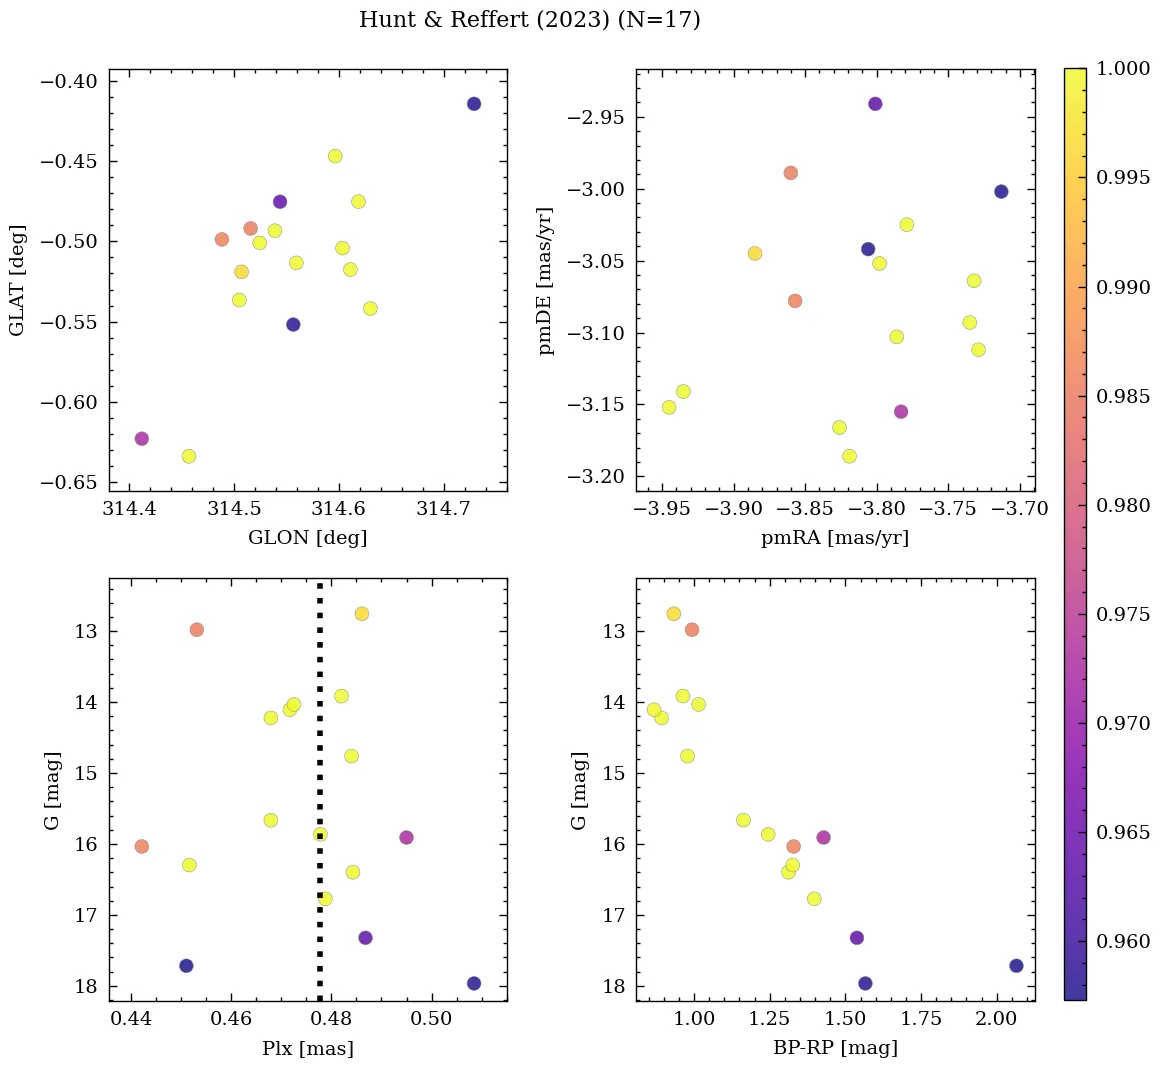 Hunt & Reffert (2023) (N=17)
−0.40
−0.45
−0.50
−0.55
−0.60
−0.65
GLAT [deg]
314.4 314.5 314.6 314.7
GLON [deg]
−2.95
−3.00
−3.05
−3.10
−3.15
−3.20
pmDE [mas/yr]
−3.95 −3.90 −3.85 −3.80 −3.75 −3.70
pmRA [mas/yr]
13
14
15
16
17
18
G [mag]
0.44 0.46 0.48 0.50
Plx [mas]
13
14
15
16
17
18
G [mag]
1.00 1.25 1.50 1.75 2.00
BP-RP [mag]
1.000
0.995
0.990
0.985
0.980
0.975
0.970
0.965
0.960